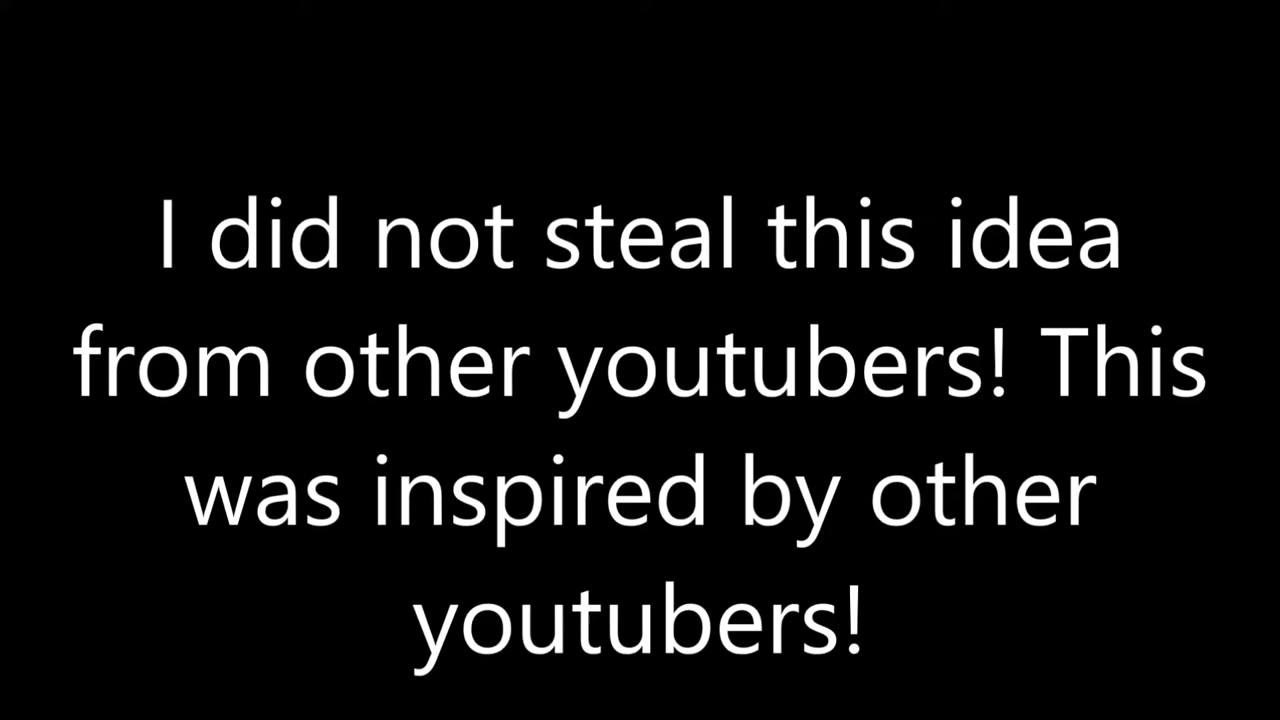 I did not steal this idea
from other youtubers! This
was inspired by other
youtubers!